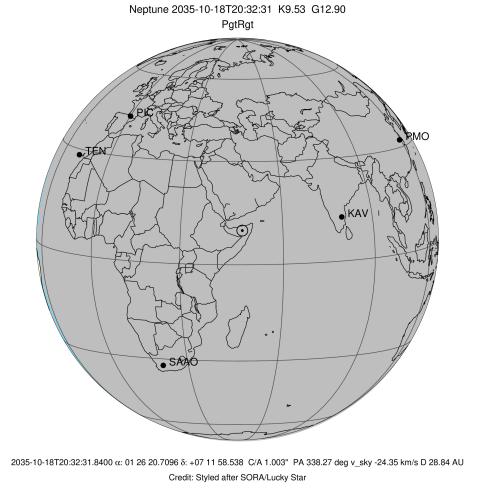 Neptune 2035-10-18T20:32:31 K9.53 G12.90
PgtRgt
PIC
TEN
PMO
KAV
SAAO
2035-10-18T20:32:31.8400 α: 01 26 20.7096 δ: +07 11 58.538 C/A 1.003" PA 338.27 deg v_sky -24.35 km/s D 28.84 AU
Credit: Styled after SORA/Lucky Star